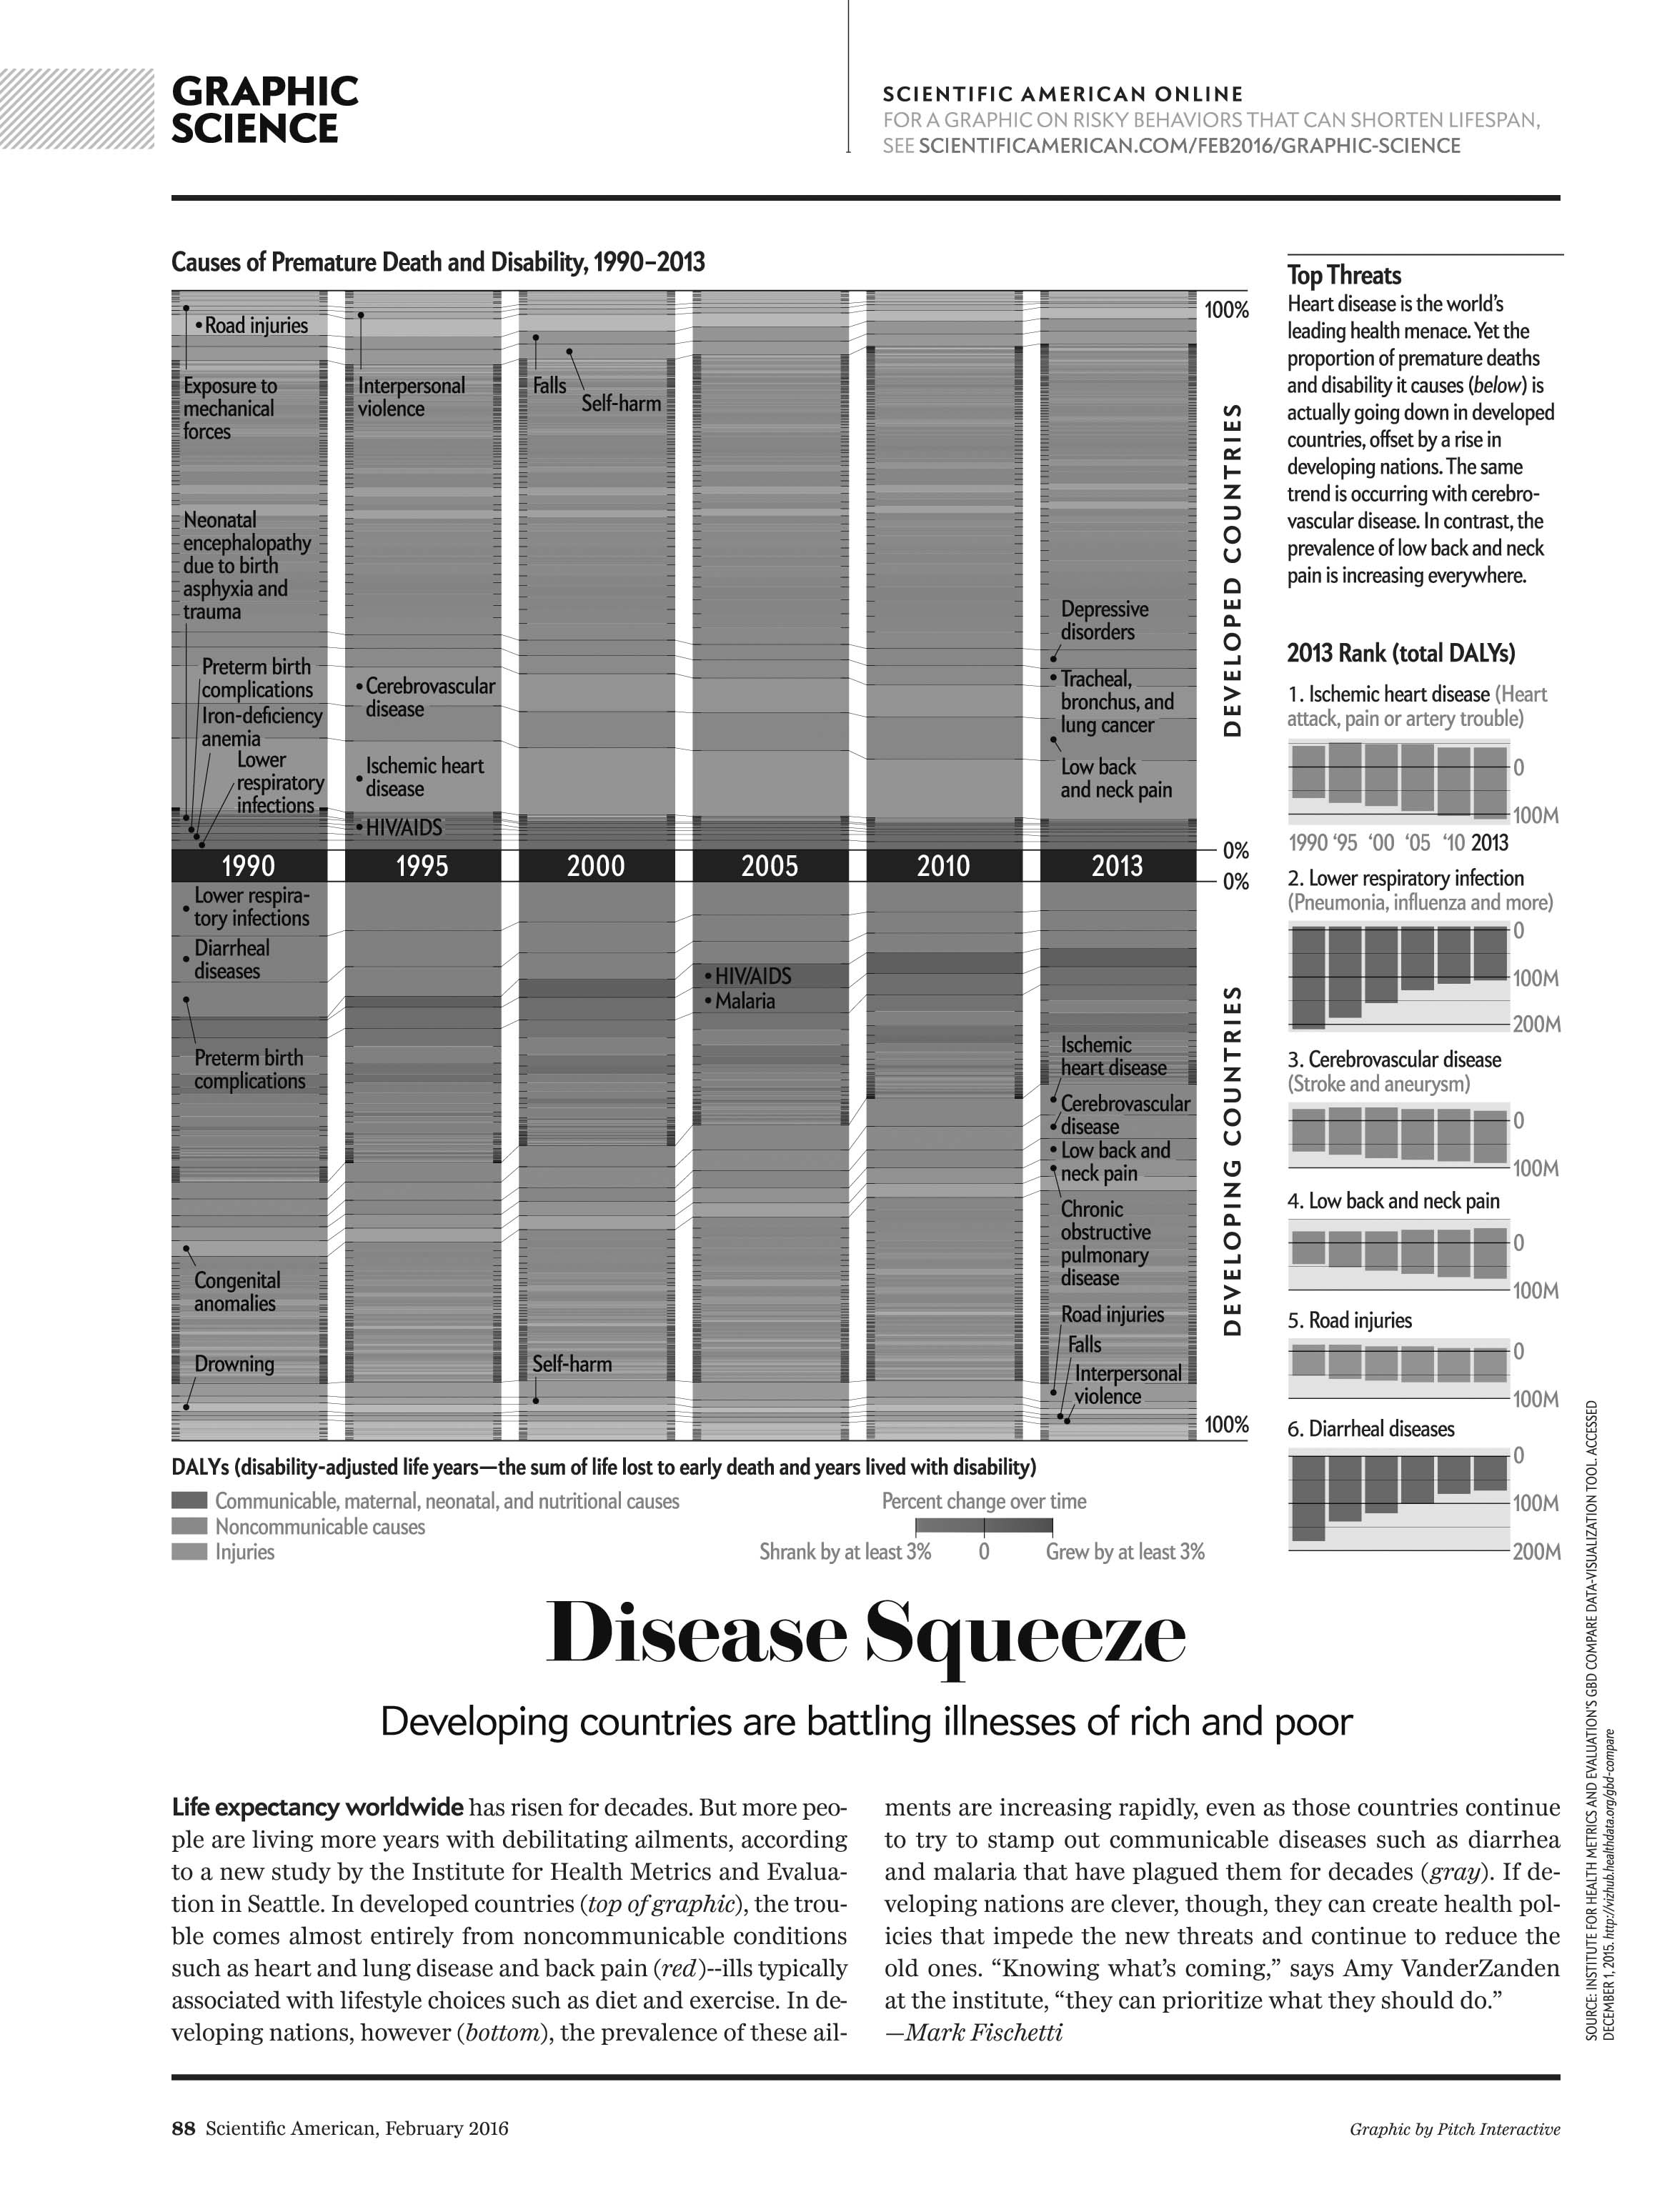 GRAPHIC
SCIENCE
SCIENTIFIC AMERICAN ONLINE
FOR A GRAPHIC ON RISKY BEHAVIORS THAT CAN SHORTEN LIFESPAN,
SEE SCIENTIFICAMERICAN.COM/FEB2016/GRAPHIC-SCIENCE
Causes of Premature Death and Disability, 1990–2013
100%
• Road injuries
Exposure to
mechanical
forces
Interpersonal
violence
Falls
Self-harm
Neonatal
encephalopathy
due to birth
asphyxia and
trauma
Preterm birth
complications
Iron-deficiency
anemia
Lower
respiratory
infections
• Cerebrovascular
disease
Ischemic heart
• disease
• HIV/AIDS
Depressive
disorders
• Tracheal,
bronchus, and
lung cancer
Low back
and neck pain
DEVELOPED COUNTRIES
0%
1990
1995
2000
2005
2010
2013
0%
Lower respira-
• tory infections
Diarrheal
• diseases
Preterm birth
complications
Congenital
anomalies
Drowning
Self-harm
• HIV/AIDS
• Malaria
Ischemic
heart disease
Cerebrovascular
disease
• Low back and
neck pain
Chronic
obstructive
pulmonary
disease
Road injuries
Falls
Interpersonal
violence
DEVELOPING COUNTRIES
100%
DALYs (disability-adjusted life years—the sum of life lost to early death and years lived with disability)
Communicable, maternal, neonatal, and nutritional causes
Noncommunicable causes
Injuries
Percent change over time
Shrank by at least 3%
0
Grew by at least 3%
Top Threats
Heart disease is the world’s
leading health menace. Yet the
proportion of premature deaths
and disability it causes (below) is
actually going down in developed
countries, offset by a rise in
developing nations. The same
trend is occurring with cerebro-
vascular disease. In contrast, the
prevalence of low back and neck
pain is increasing everywhere.
2013 Rank (total DALYs)
1. Ischemic heart disease (Heart
attack, pain or artery trouble)
0
100M
1990 ‘95 ‘00 ‘05 ‘10 2013
2. Lower respiratory infection
(Pneumonia, influenza and more)
0
100M
200M
3. Cerebrovascular disease
(Stroke and aneurysm)
0
100M
4. Low back and neck pain
0
100M
5. Road injuries
0
100M
6. Diarrheal diseases
0
100M
200M
SOURCE: INSTITUTE FOR HEALTH METRICS AND EVALUATION’S GBD COMPARE DATA-VISUALIZATION TOOL. ACCESSED
DECEMBER 1, 2015. http://vizhub.healthdata.org/gbd-compare
Disease Squeeze
Developing countries are battling illnesses of rich and poor
Life expectancy worldwide has risen for decades. But more peo-
ple are living more years with debilitating ailments, according
to a new study by the Institute for Health Metrics and Evalua-
tion in Seattle. In developed countries (top of graphic), the trou-
ble comes almost entirely from noncommunicable conditions
such as heart and lung disease and back pain (red)--ills typically
associated with lifestyle choices such as diet and exercise. In de-
veloping nations, however (bottom), the prevalence of these ail-
ments are increasing rapidly, even as those countries continue
to try to stamp out communicable diseases such as diarrhea
and malaria that have plagued them for decades (gray). If de-
veloping nations are clever, though, they can create health pol-
icies that impede the new threats and continue to reduce the
old ones. “Knowing what’s coming,” says Amy VanderZanden
at the institute, “they can prioritize what they should do.”
—Mark Fischetti
88 Scientific American, February 2016
Graphic by Pitch Interactive